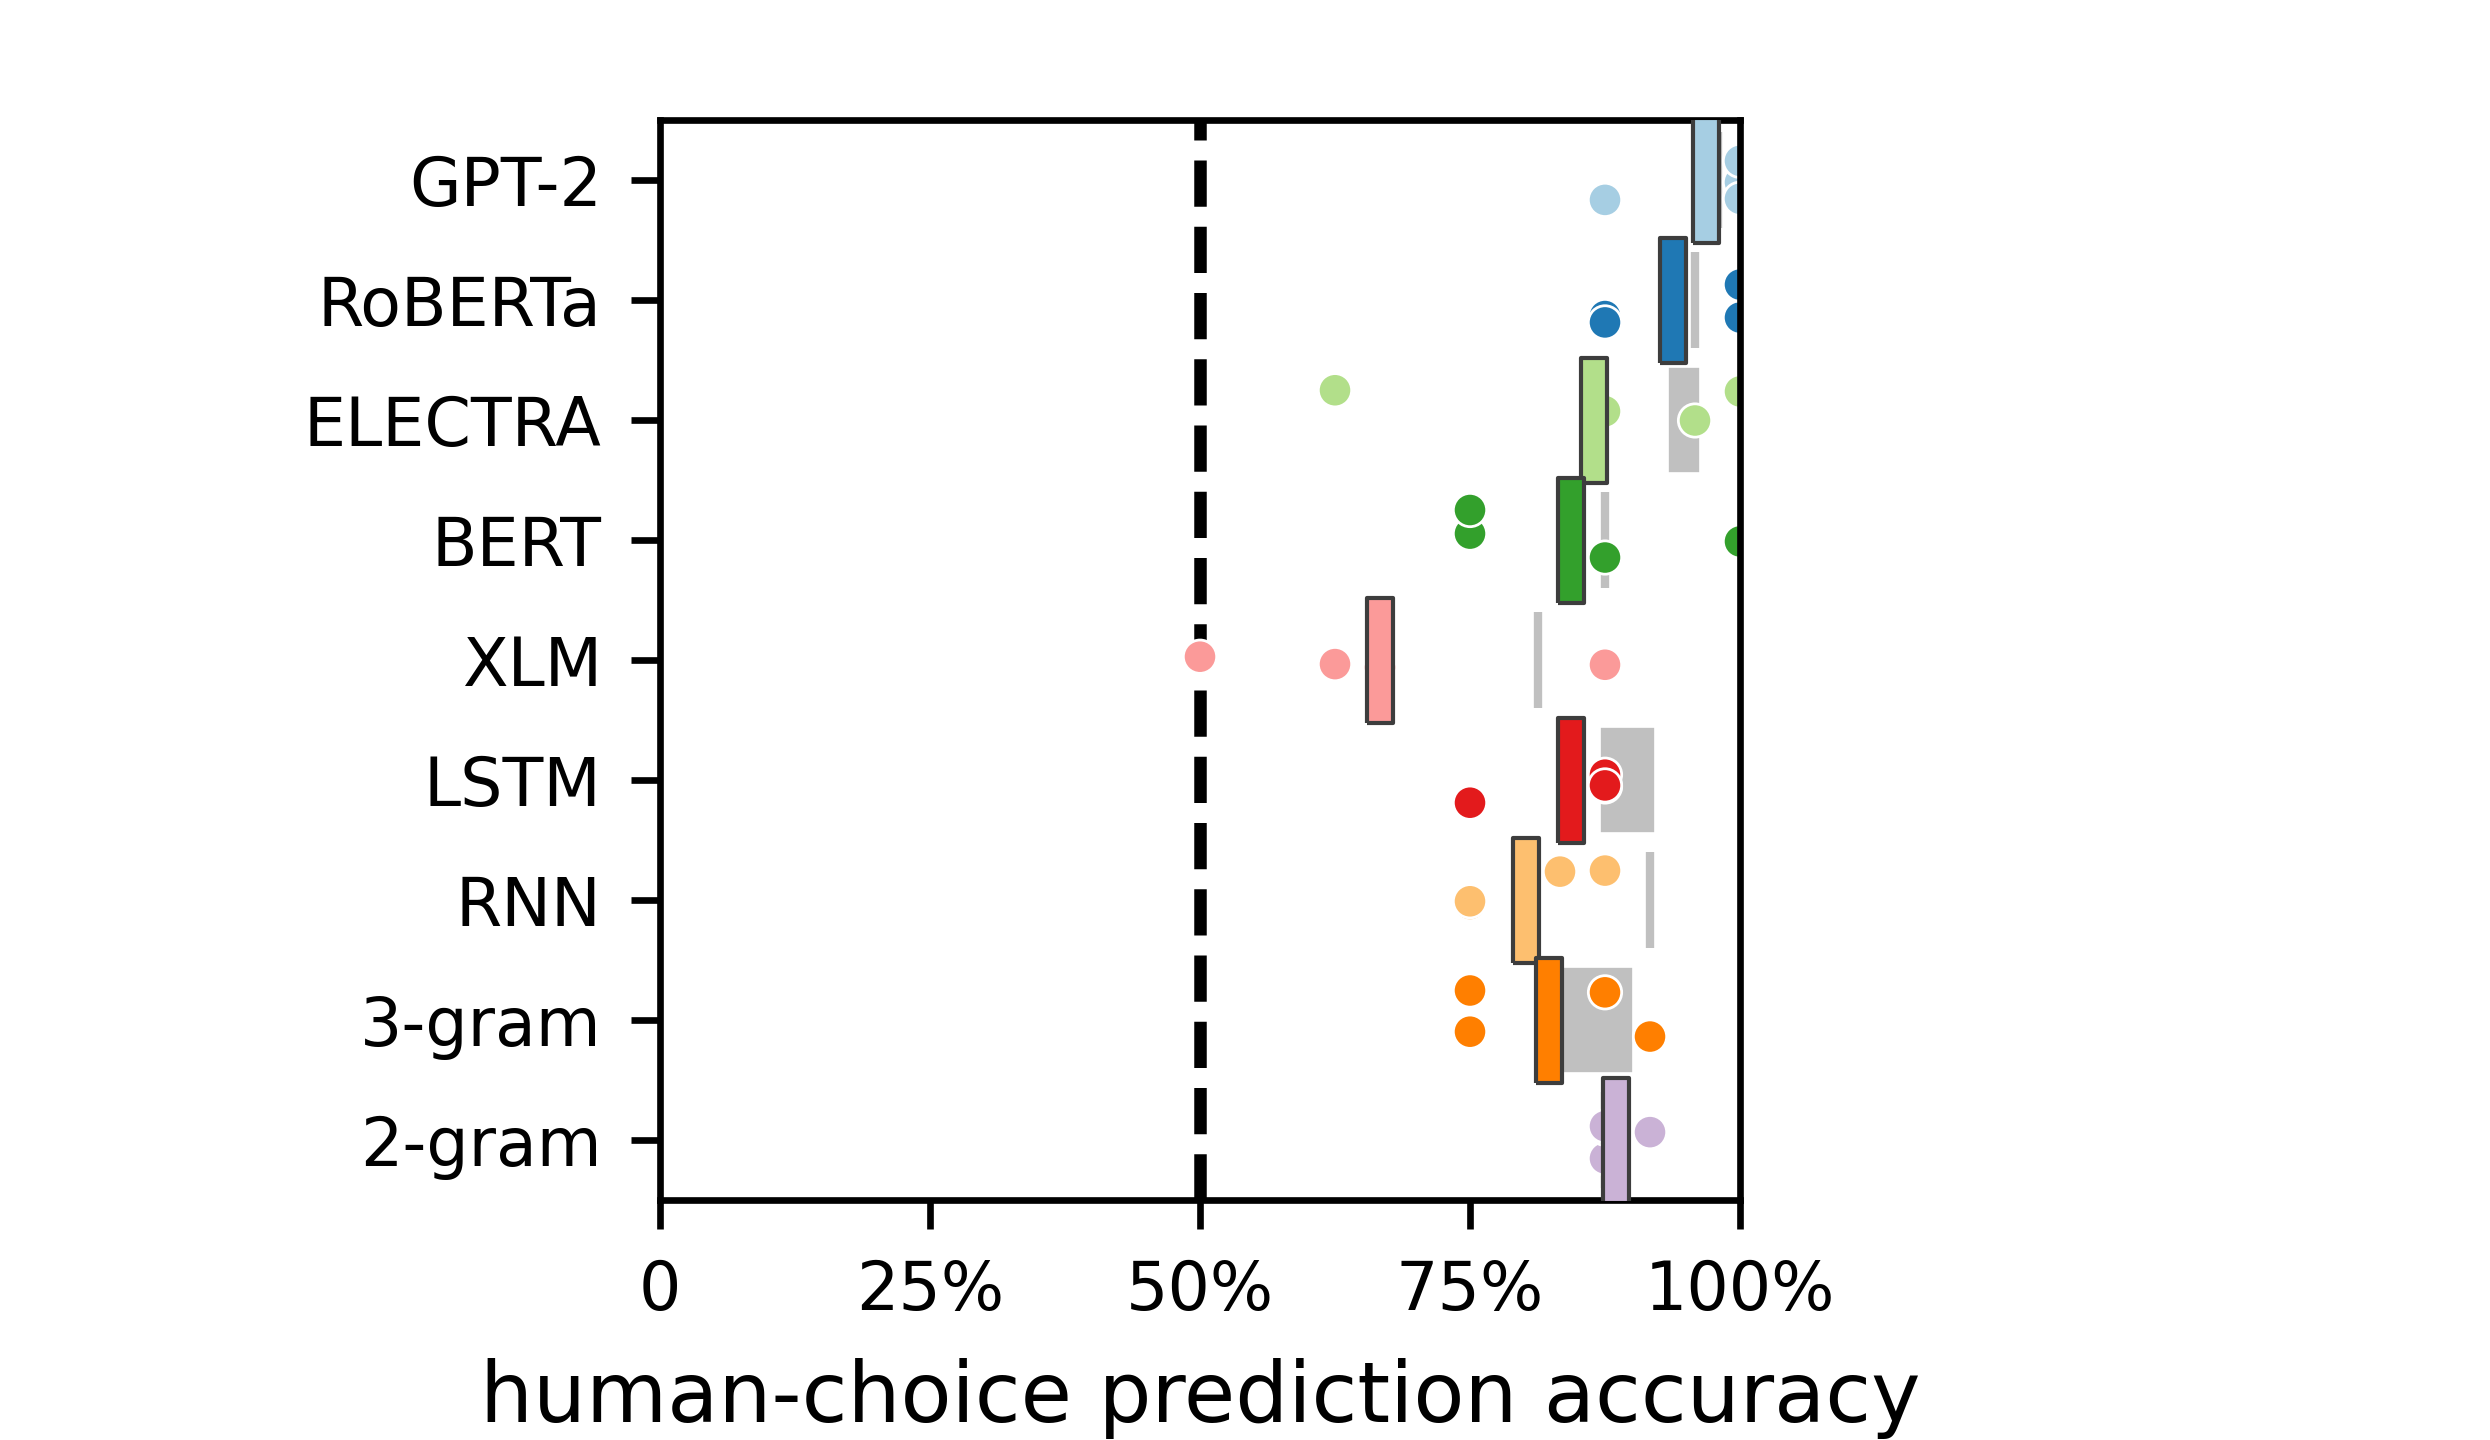 GPT-2
RoBERTa
ELECTRA
BERT
XLM
LSTM
RNN
3-gram
2-gram
0 25% 50% 75% 100%
human-choice prediction accuracy